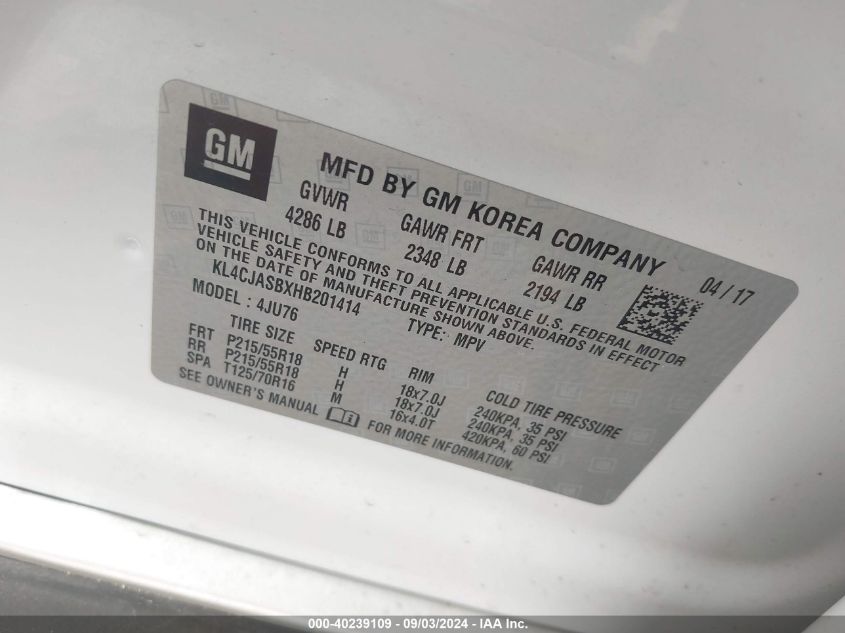 GM
MFD BY GM KOREA COMPANY
GVWR GAWR FRT GAWR RR 04 / 17
4286 LB 2348 LB 2194 LB
THIS VEHICLE CONFORMS TO ALL APPLICABLE U.S. FEDERAL MOTOR
VEHICLE SAFETY AND THEFT PREVENTION STANDARDS IN EFFECT
ON THE DATE OF MANUFACTURE SHOWN ABOVE.
KL4CJASBXHB201414 TYPE: MPV
MODEL : 4JU76
TIRE SIZE SPEED RTG RIM COLD TIRE PRESSURE
FRT P215/55R18 H 18x7.0J 240KPA, 35 PSI
RR P215/55R18 H 18x7.0J 240KPA, 35 PSI
SPA T125/70R16 M 16x4.0T 420KPA, 60 PSI
SEE OWNER'S MANUAL FOR MORE INFORMATION.
000-40239109 - 09/03/2024 - IAA Inc.